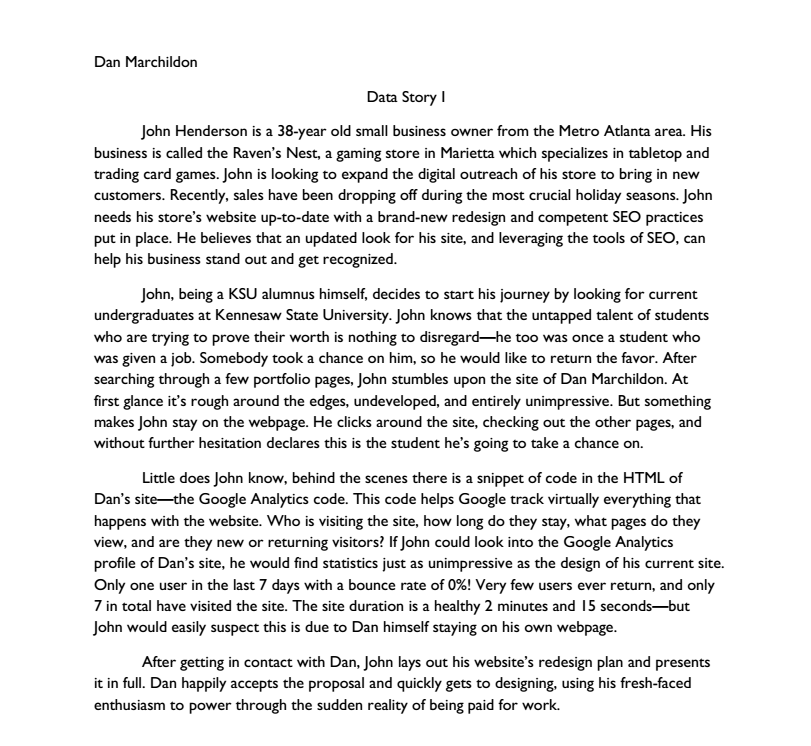 Dan Marchildon
Data Story I
John Henderson is a 38-year old small business owner from the Metro Atlanta area. His
business is called the Raven's Nest, a gaming store in Marietta which specializes in tabletop and
trading card games. John is looking to expand the digital outreach of his store to bring in new
customers. Recently, sales have been dropping off during the most crucial holiday seasons. John
needs his store's website up-to-date with a brand-new redesign and competent SEO practices
put in place. He believes that an updated look for his site, and leveraging the tools of SEO, can
help his business stand out and get recognized.
John, being a KSU alumnus himself, decides to start his journey by looking for current
undergraduates at Kennesaw State University. John knows that the untapped talent of students
who are trying to prove their worth is nothing to disregard—he too was once a student who
was given a job. Somebody took a chance on him, so he would like to return the favor. After
searching through a few portfolio pages, John stumbles upon the site of Dan Marchildon. At
first glance it's rough around the edges, undeveloped, and entirely unimpressive. But something
makes John stay on the webpage. He clicks around the site, checking out the other pages, and
without further hesitation declares this is the student he's going to take a chance on.
Little does John know, behind the scenes there is a snippet of code in the HTML of
Dan's site—the Google Analytics code. This code helps Google track virtually everything that
happens with the website. Who is visiting the site, how long do they stay, what pages do they
view, and are they new or returning visitors? If John could look into the Google Analytics
profile of Dan's site, he would find statistics just as unimpressive as the design of his current site.
Only one user in the last 7 days with a bounce rate of 0%! Very few users ever return, and only
7 in total have visited the site. The site duration is a healthy 2 minutes and 15 seconds—but
John would easily suspect this is due to Dan himself staying on his own webpage.
After getting in contact with Dan, John lays out his website's redesign plan and presents
it in full. Dan happily accepts the proposal and quickly gets to designing, using his fresh-faced
enthusiasm to power through the sudden reality of being paid for work.